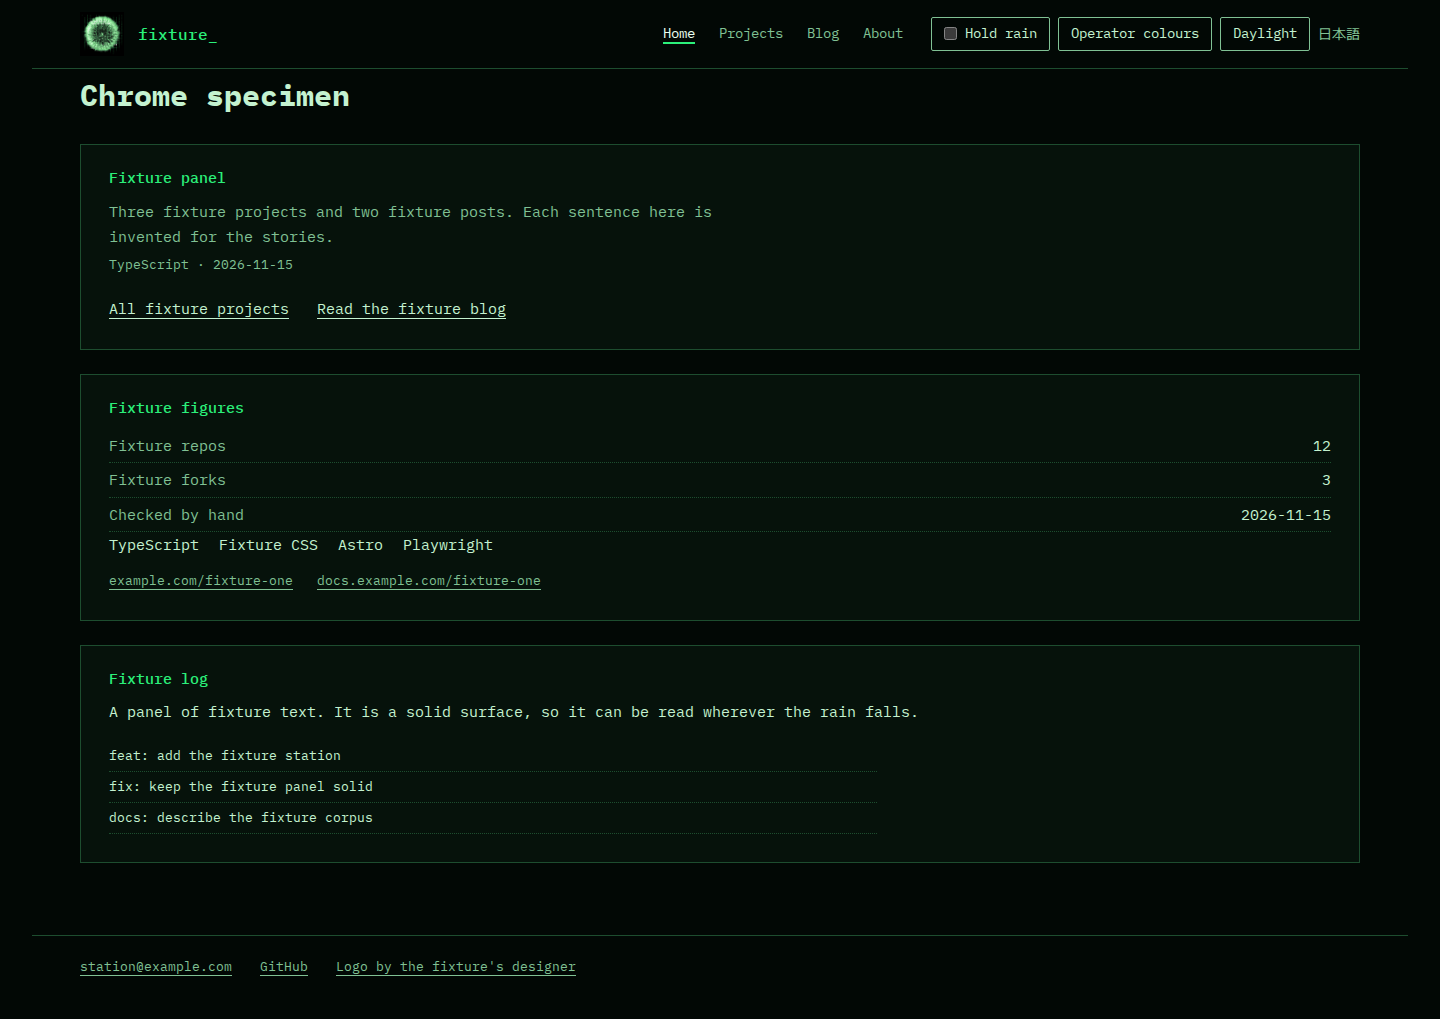 fixture_
Home Projects Blog About Hold rain Operator colours Daylight 日本語
Chrome specimen
Fixture panel
Three fixture projects and two fixture posts. Each sentence here is
invented for the stories.
TypeScript · 2026-11-15
All fixture projects Read the fixture blog
Fixture figures
Fixture repos 12
Fixture forks 3
Checked by hand 2026-11-15
TypeScript Fixture CSS Astro Playwright
example.com/fixture-one docs.example.com/fixture-one
Fixture log
A panel of fixture text. It is a solid surface, so it can be read wherever the rain falls.
feat: add the fixture station
fix: keep the fixture panel solid
docs: describe the fixture corpus
station@example.com GitHub Logo by the fixture's designer